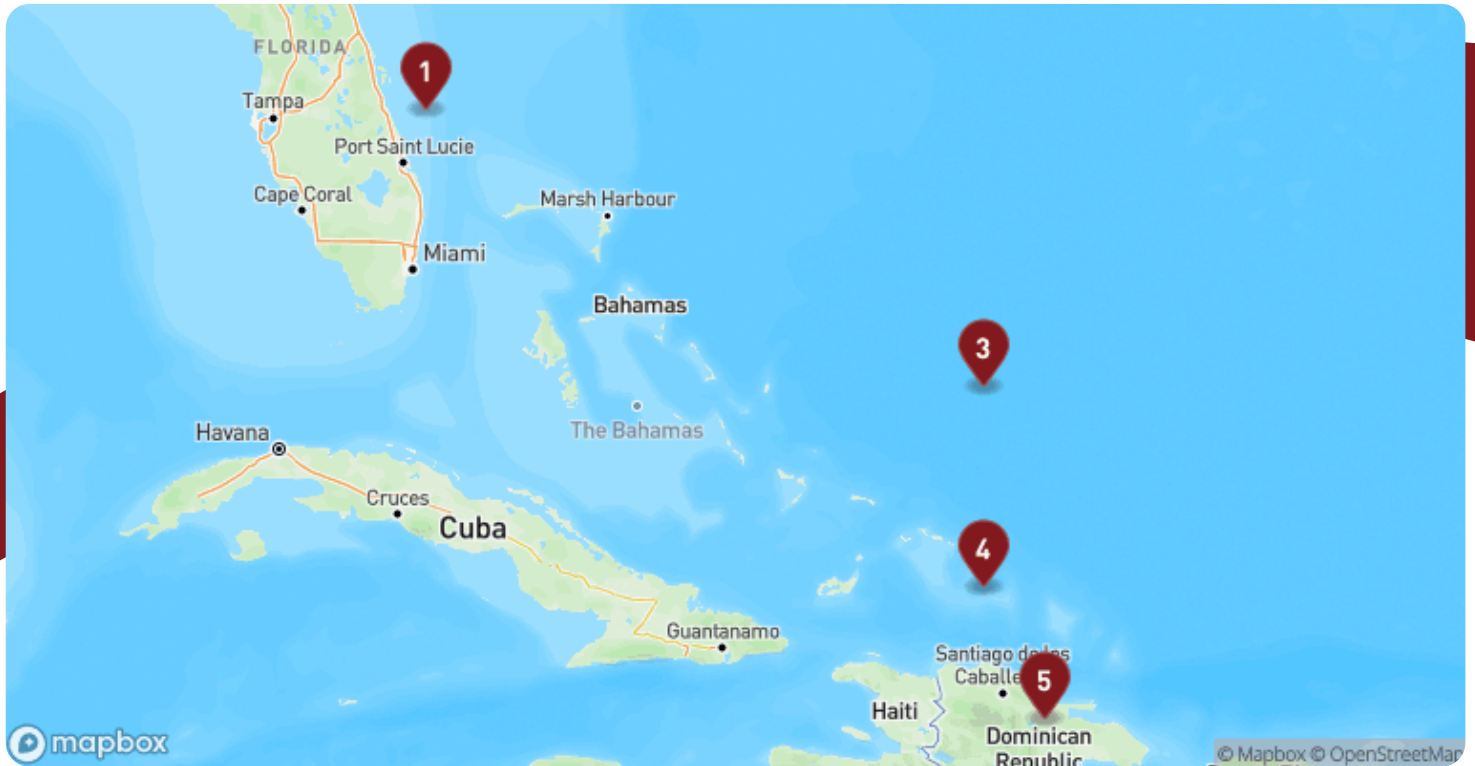 FLORIDA
1
Tampa
Port Saint Lucie
Cape Coral
Marsh Harbour
Miami
Bahamas
3
The Bahamas
Havana
Cruces
Cuba
4
Guantanamo
Santiago de los
Caballe
5
Haiti
Dominican
Republic
mapbox
© Mapbox © OpenStreetMap